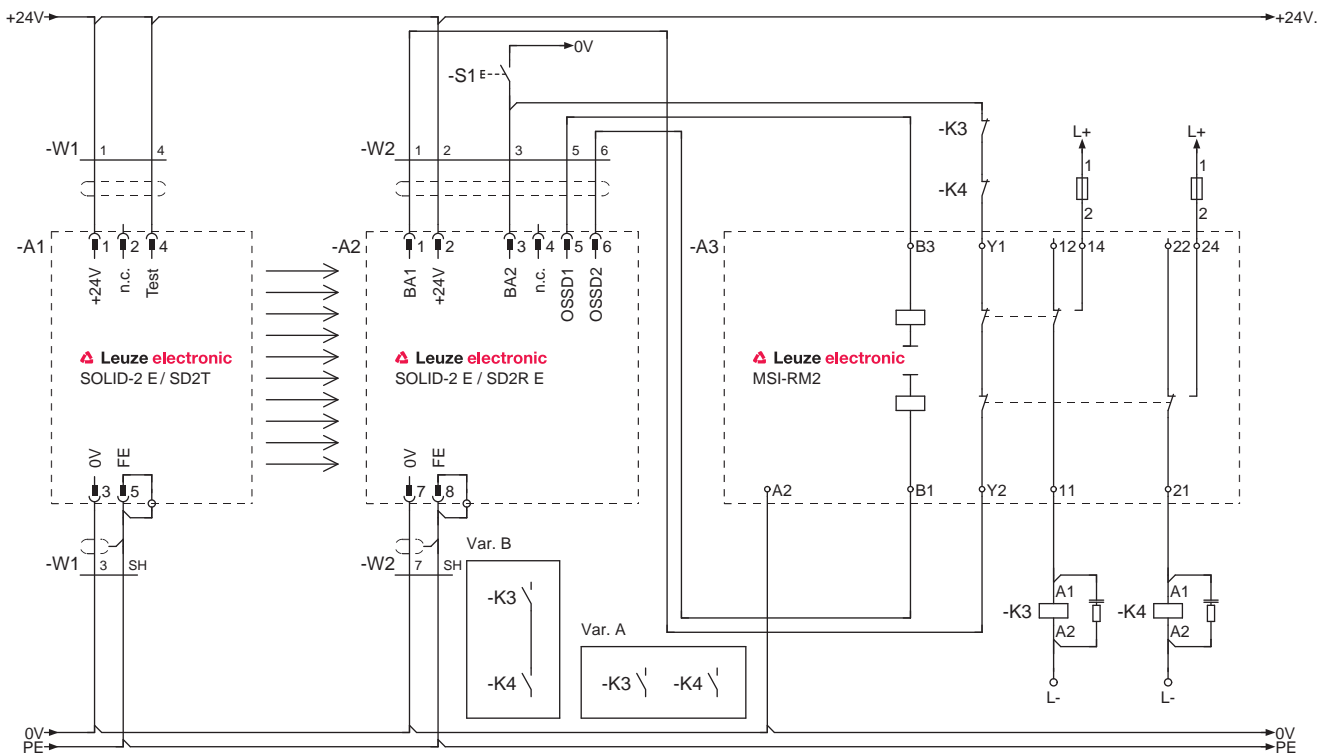 +24V
+24V.
0V
-S1
-K3
-K4
L+
L+
1
1
2
2
-W1
1
4
-W2
1
2
3
5
6
-A1
1
2
4
+24V
n.c.
Test
-A2
1
2
3
4
5
6
BA1
+24V
BA2
n.c.
OSSD1
OSSD2
-A3
B3
Y1
12
14
22
24
Leuze electronic
SOLID-2 E / SD2T
Leuze electronic
SOLID-2 E / SD2R E
Leuze electronic
MSI-RM2
0V
FE
3
5
0V
FE
7
8
A2
B1
Y2
11
21
-W1
3
SH
-W2
7
SH
Var. B
-K3
-K4
Var. A
-K3
-K4
-K3
A1
A2
L-
-K4
A1
A2
L-
0V
0V
PE
PE